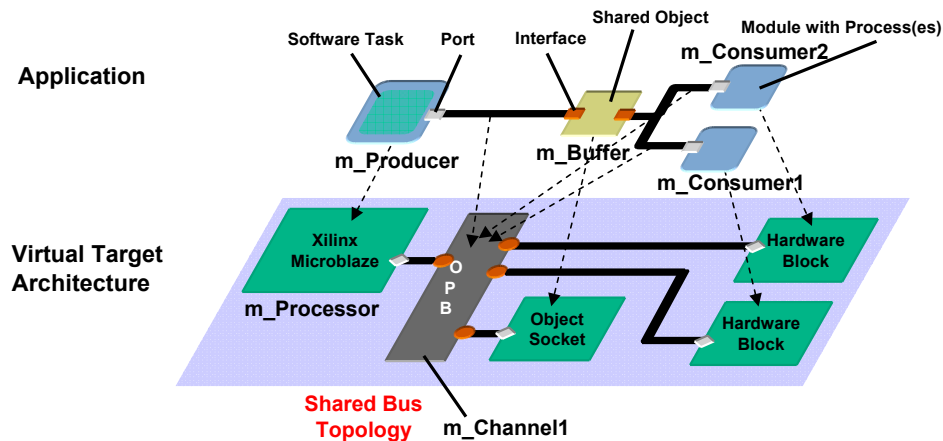 Shared Object
Software Task
Port
Interface
Module with Process(es)
m_Consumer2
Application
m_Producer
m_Buffer
m_Consumer1
Virtual Target
Architecture
Xilinx
Microblaze
m_Processor
O
P
B
Object
Socket
Hardware
Block
Hardware
Block
Shared Bus
Topology
m_Channel1